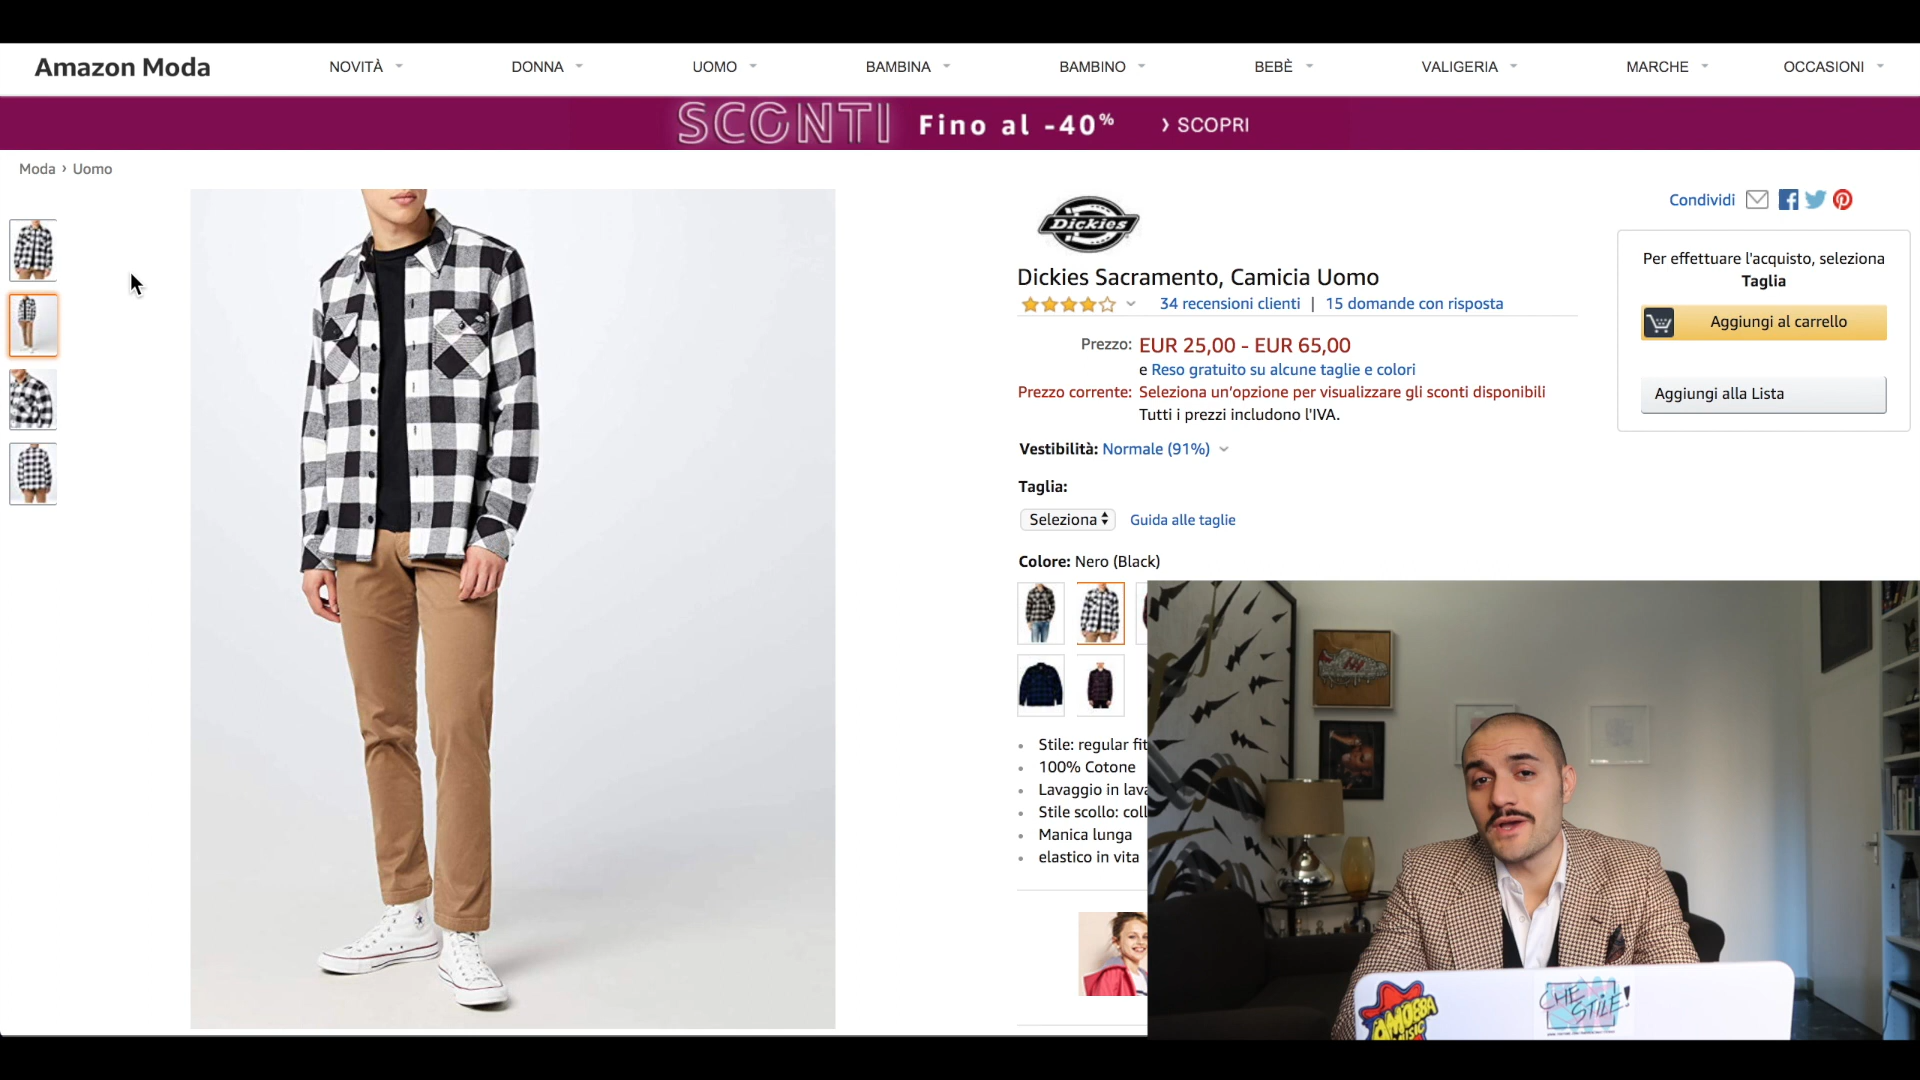 Amazon Moda
NOVITÀ
DONNA
UOMO
BAMBINA
BAMBINO
BEBÈ
VALIGERIA
MARCHE
OCCASIONI
SCONTI Fino al -40% › SCOPRI
Moda › Uomo
Condividi
Dickies
Dickies Sacramento, Camicia Uomo
34 recensioni clienti | 15 domande con risposta
Prezzo: EUR 25,00 - EUR 65,00
e Reso gratuito su alcune taglie e colori
Prezzo corrente: Seleziona un'opzione per visualizzare gli sconti disponibili
Tutti i prezzi includono l'IVA.
Vestibilità: Normale (91%)
Taglia:
Seleziona
Guida alle taglie
Colore: Nero (Black)
Stile: regular fit
100% Cotone
Lavaggio in lava
Stile scollo: coll
Manica lunga
elastico in vita
Per effettuare l'acquisto, seleziona
Taglia
Aggiungi al carrello
Aggiungi alla Lista
AMOEBA
MUSIC
CHE
STILE!